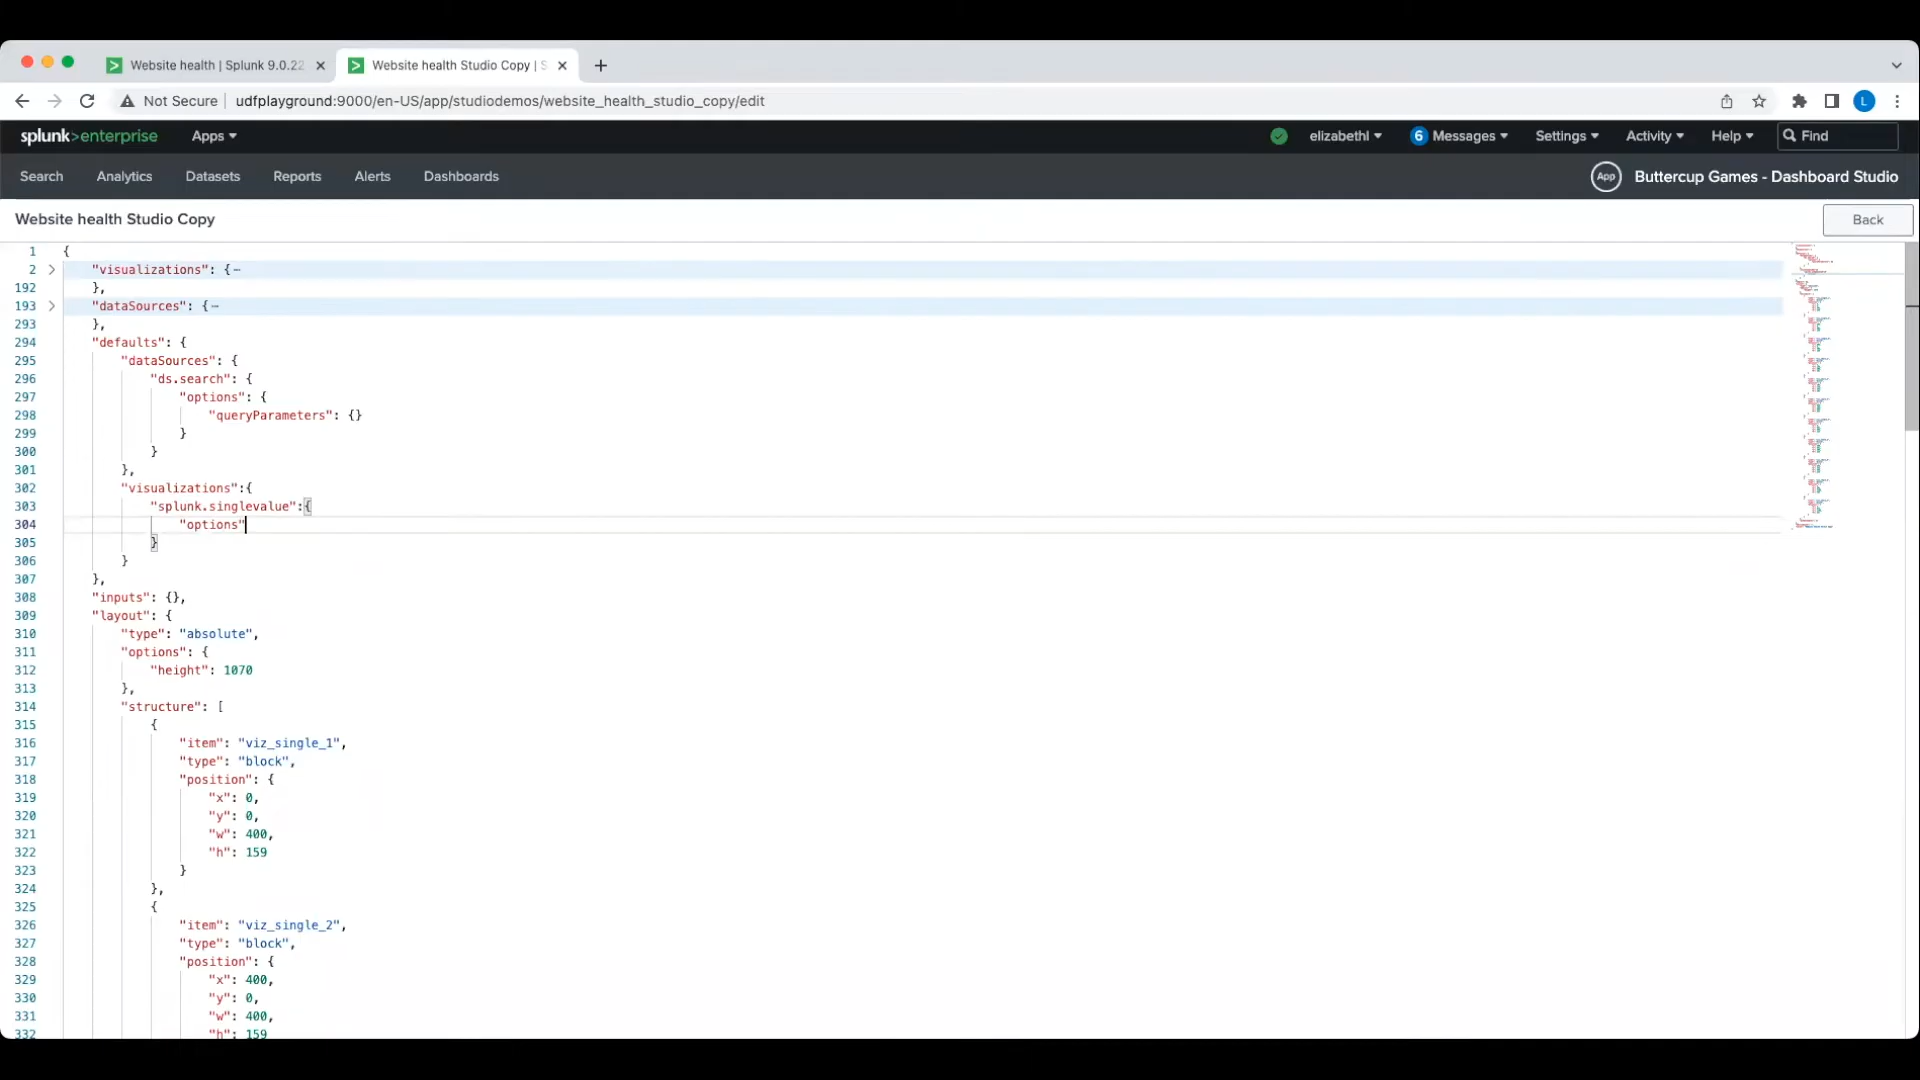 Website health | Splunk 9.0.22
Website health Studio Copy | S
Not Secure
udfplayground:9000/en-US/app/studiodemos/website_health_studio_copy/edit
L
splunk>enterprise
Apps
elizabethl
6 Messages
Settings
Activity
Help
Find
Search
Analytics
Datasets
Reports
Alerts
Dashboards
App
Buttercup Games - Dashboard Studio
Website health Studio Copy
Back
1 {
2 "visualizations": {⋯
192 },
193 "dataSources": {⋯
293 },
294 "defaults": {
295 "dataSources": {
296 "ds.search": {
297 "options": {
298 "queryParameters": {}
299 }
300 }
301 },
302 "visualizations":{
303 "splunk.singlevalue":{
304 "options"
305 }
306 }
307 },
308 "inputs": {},
309 "layout": {
310 "type": "absolute",
311 "options": {
312 "height": 1070
313 },
314 "structure": [
315 {
316 "item": "viz_single_1",
317 "type": "block",
318 "position": {
319 "x": 0,
320 "y": 0,
321 "w": 400,
322 "h": 159
323 }
324 },
325 {
326 "item": "viz_single_2",
327 "type": "block",
328 "position": {
329 "x": 400,
330 "y": 0,
331 "w": 400,
332 "h": 159